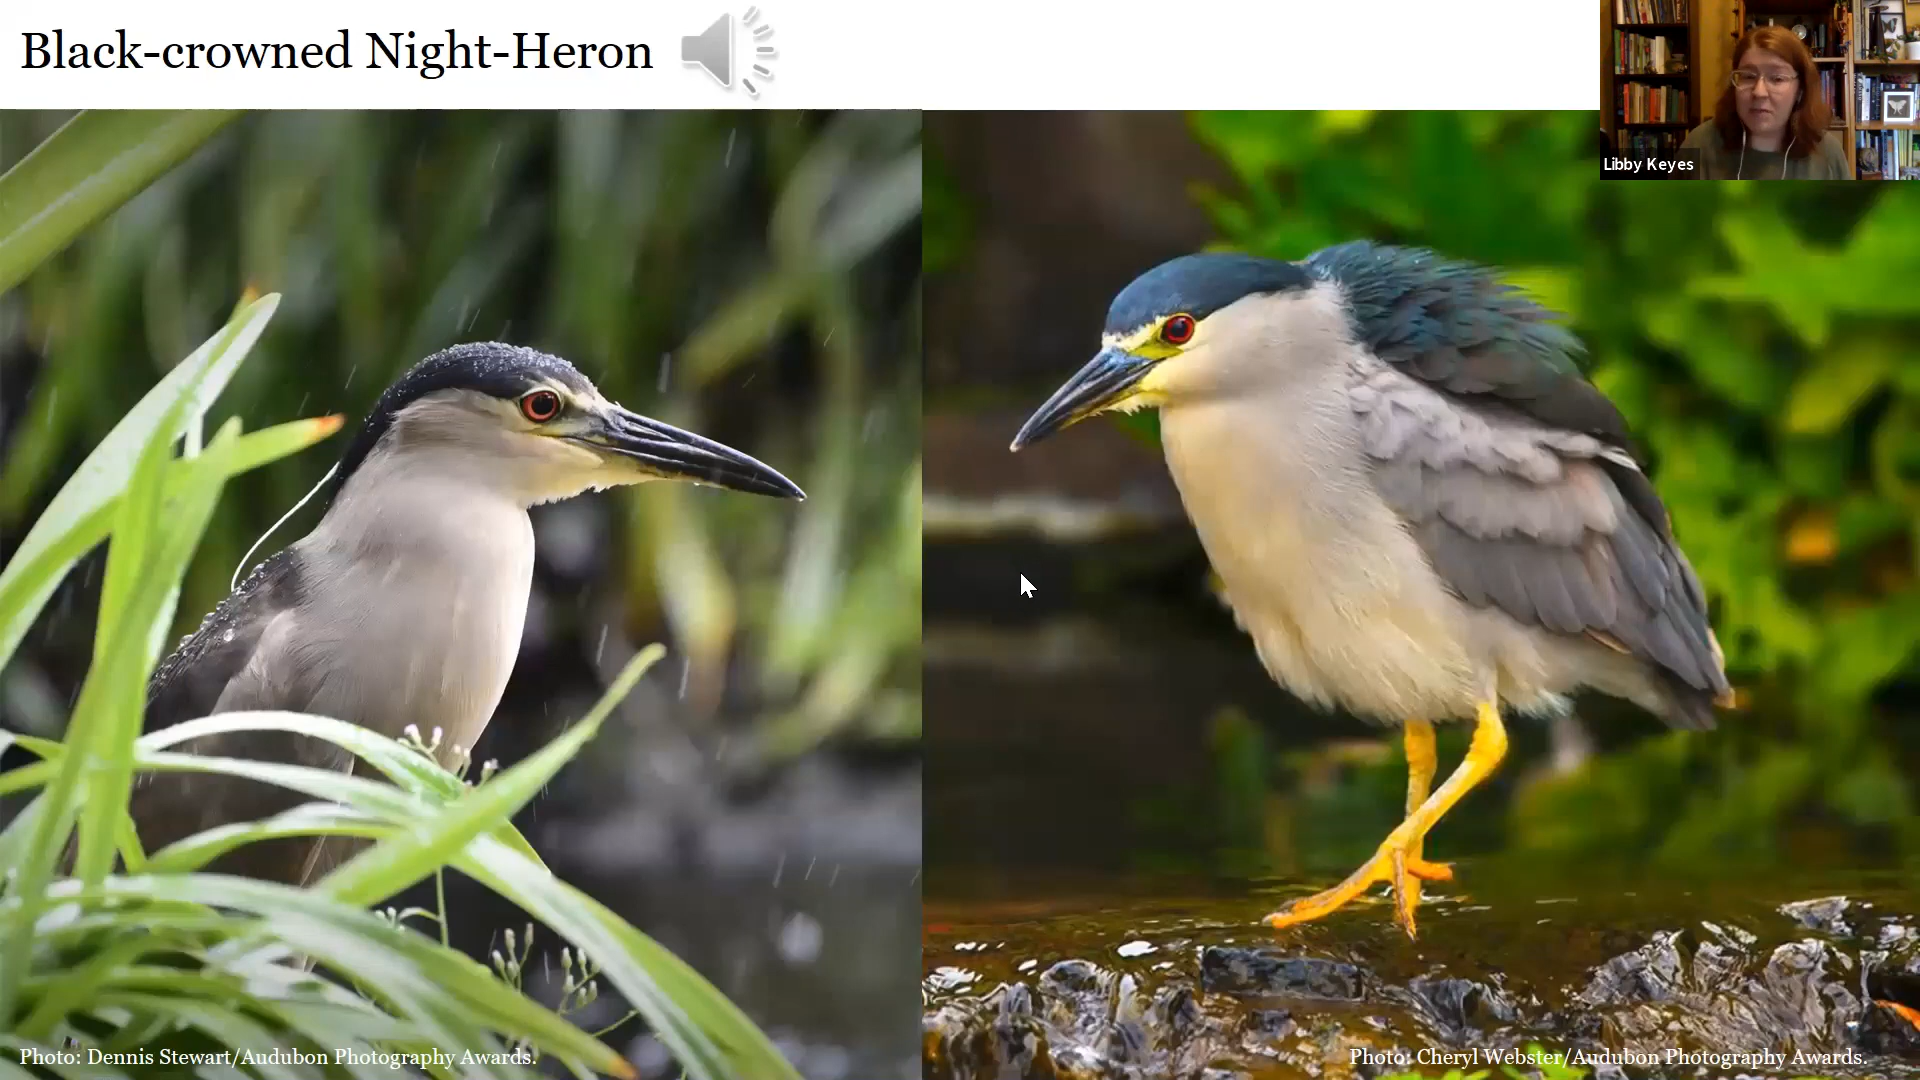 Black-crowned Night-Heron
Libby Keyes
Photo: Dennis Stewart/Audubon Photography Awards.
Photo: Cheryl Webster/Audubon Photography Awards.